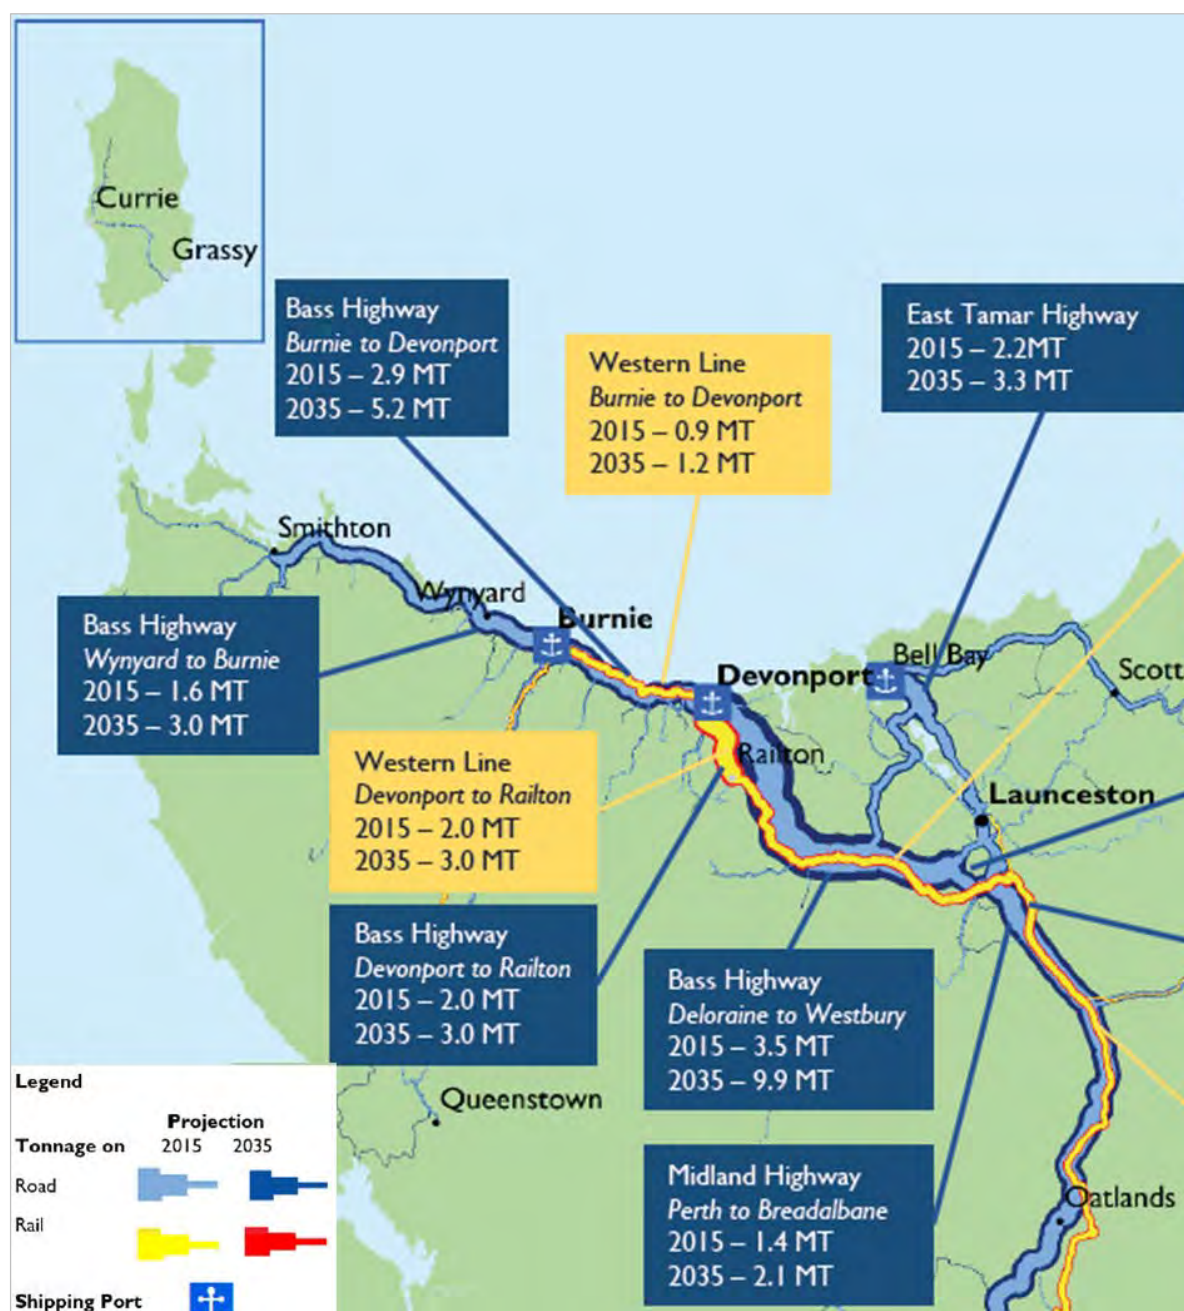 Currie
Grassy
Bass Highway
Burnie to Devonport
2015 – 2.9 MT
2035 – 5.2 MT
Western Line
Burnie to Devonport
2015 – 0.9 MT
2035 – 1.2 MT
East Tamar Highway
2015 – 2.2MT
2035 – 3.3 MT
Smithton
Wynyard
Burnie
Bass Highway
Wynyard to Burnie
2015 – 1.6 MT
2035 – 3.0 MT
Devonport
Bell Bay
Scott
Railton
Launceston
Western Line
Devonport to Railton
2015 – 2.0 MT
2035 – 3.0 MT
Bass Highway
Devonport to Railton
2015 – 2.0 MT
2035 – 3.0 MT
Bass Highway
Deloraine to Westbury
2015 – 3.5 MT
2035 – 9.9 MT
Queenstown
Midland Highway
Perth to Breadalbane
2015 – 1.4 MT
2035 – 2.1 MT
Oatlands
Legend
Projection
Tonnage on 2015 2035
Road
Rail
Shipping Port